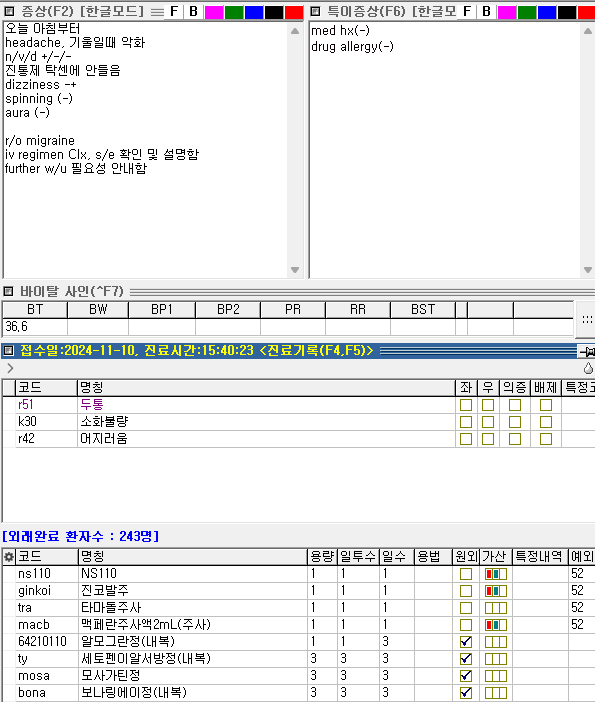 증상(F2) [한글모드] F B
오늘 아침부터
headache, 기울일때 악화
n/v/d +/-/-
진통제 탁센에 안들음
dizziness -+
spinning (-)
aura (-)
r/o migraine
iv regimen CIx, s/e 확인 및 설명함
further w/u 필요성 안내함
특이증상(F6) [한글모 F B
med hx(-)
drug allergy(-)
바이탈 사인(^F7)
BT BW BP1 BP2 PR RR BST
36,6
접수일:2024-11-10, 진료시간:15:40:23 <진료기록(F4,F5)>
코드 명칭 좌 우 의증 배제 특정코
r51 두통
k30 소화불량
r42 어지러움
[외래완료 환자수 : 243명]
코드 명칭 용량 일투수 일수 용법 원외 가산 특정내역 예외
ns110 NS110 1 1 1 52
ginkoi 진코발주 1 1 1 52
tra 타마돌주사 1 1 1 52
macb 맥페란주사액2mL(주사) 1 1 1 52
64210110 알모그란정(내복) 1 1 3
ty 세토펜이알서방정(내복) 3 3 3
mosa 모사가틴정 3 3 3
bona 보나링에이정(내복) 3 3 3